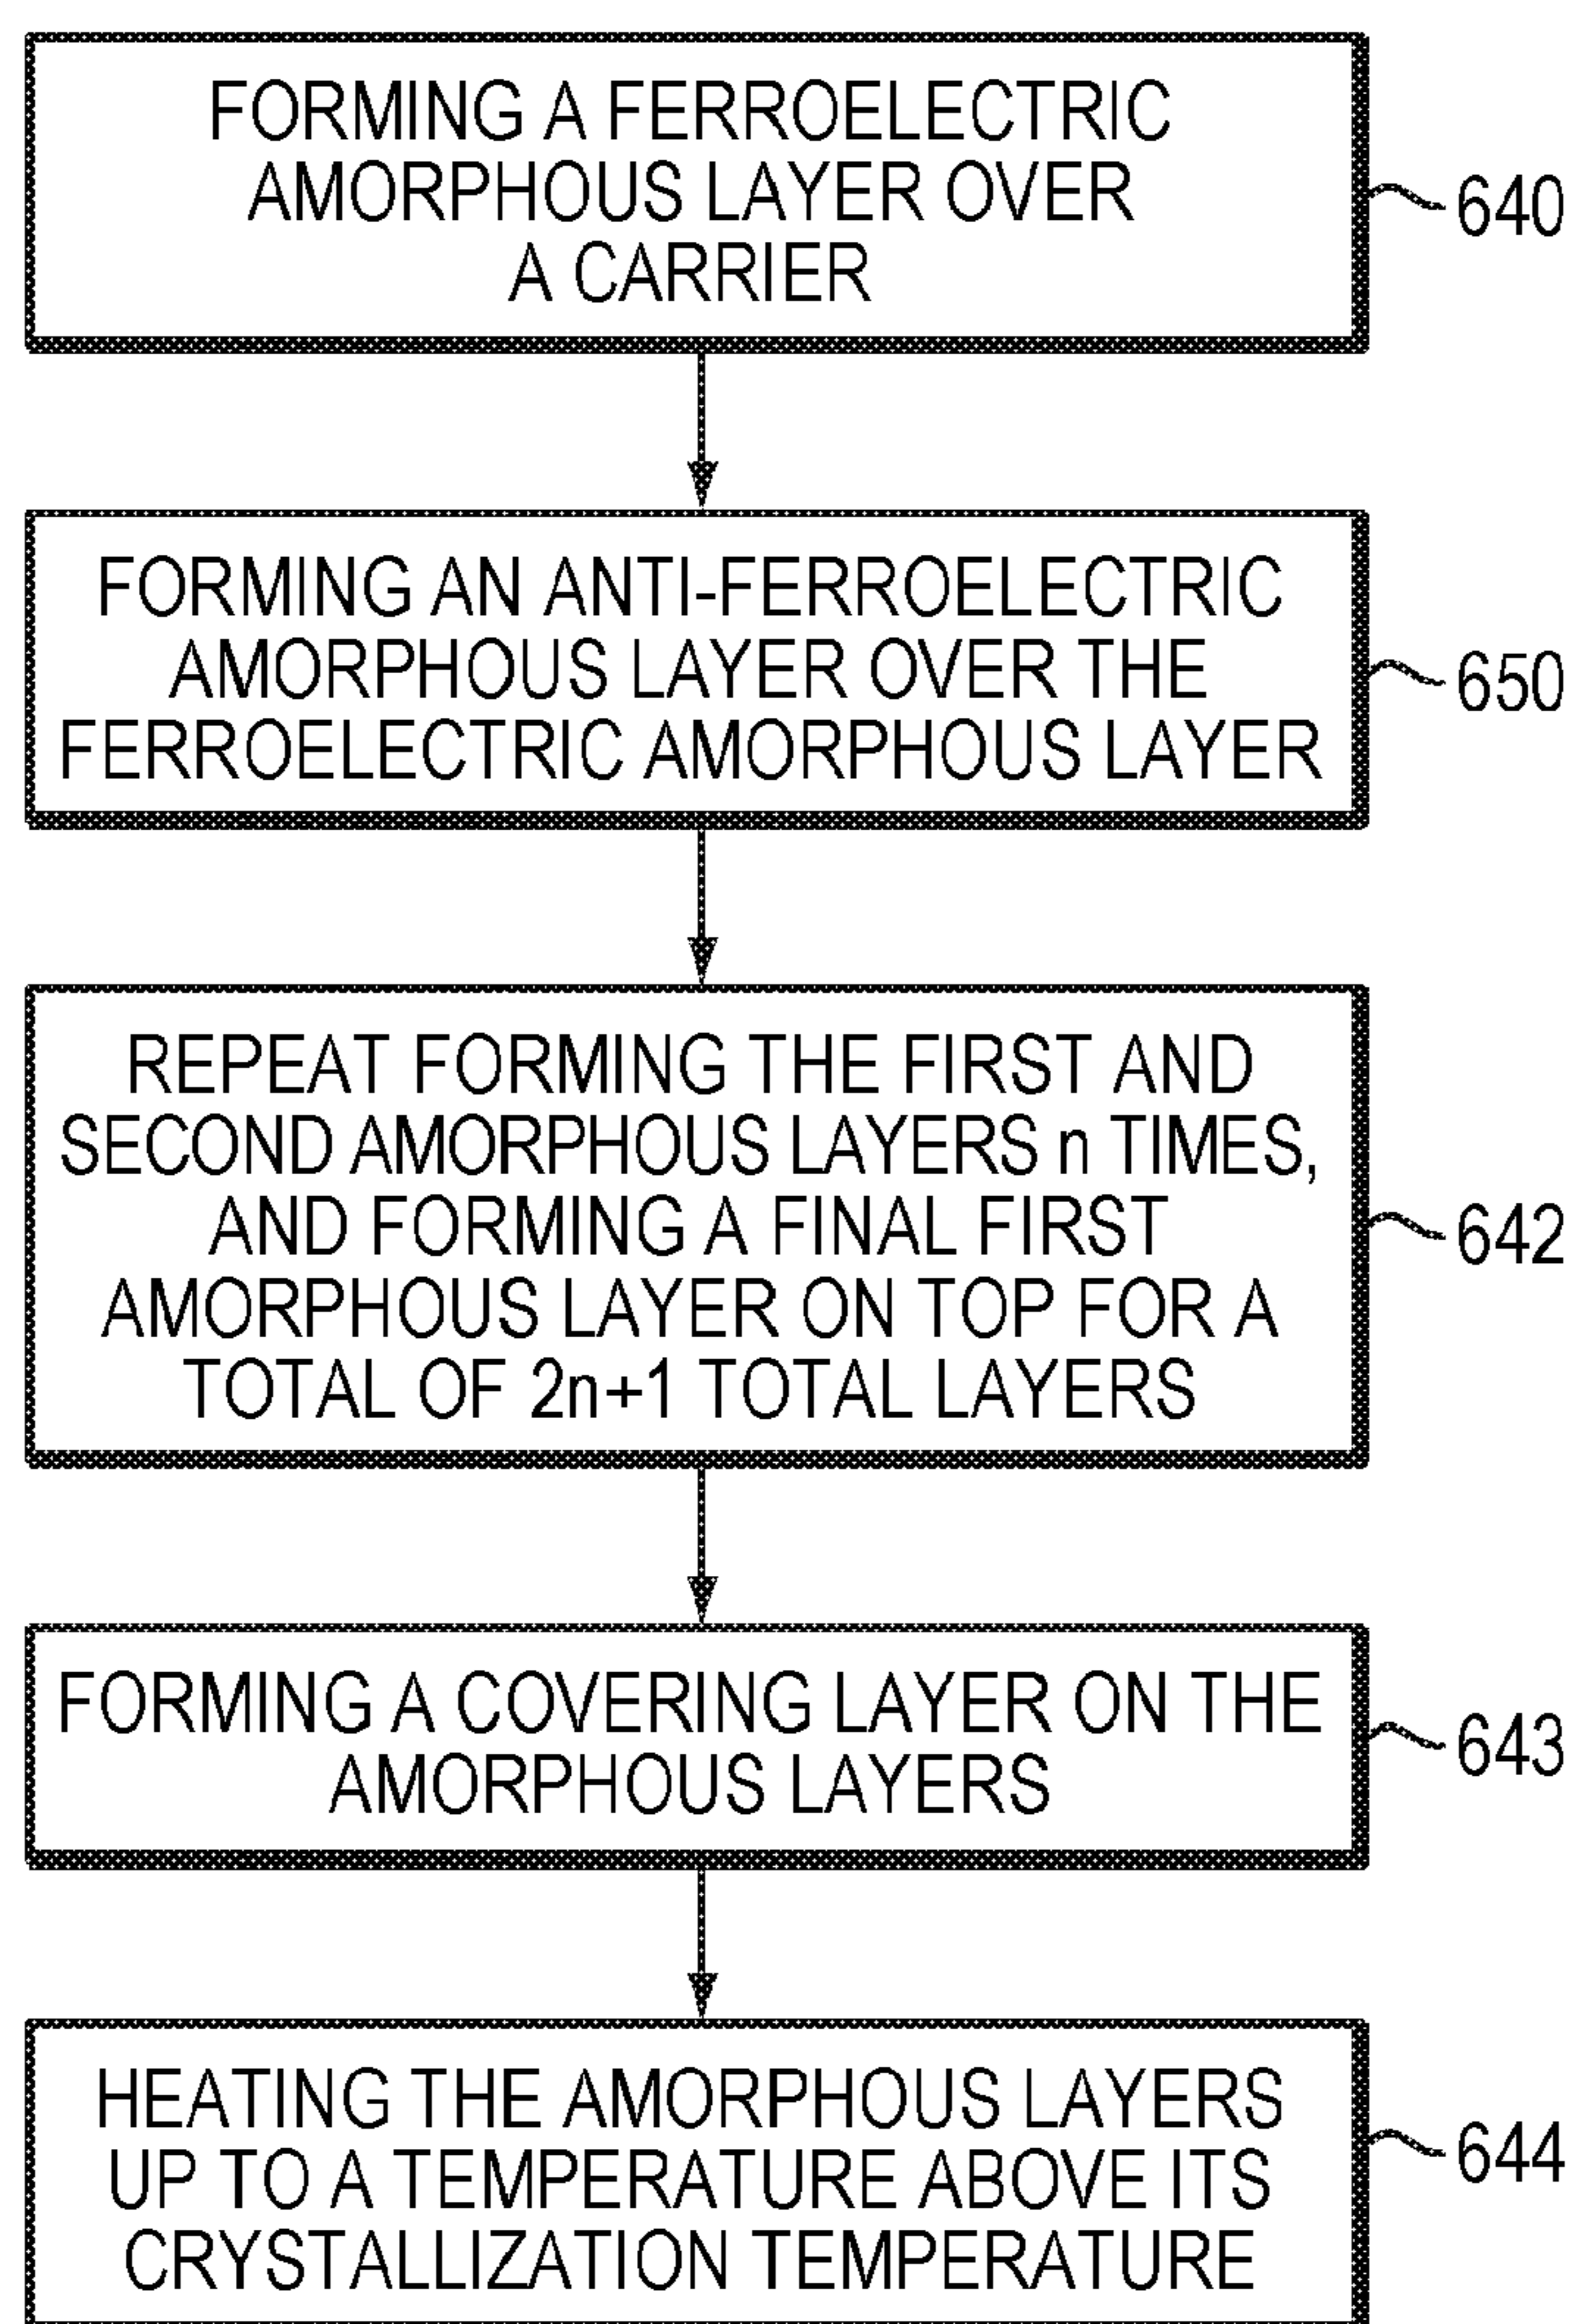 FORMING A FERROELECTRIC
AMORPHOUS LAYER OVER
A CARRIER
640
FORMING AN ANTI-FERROELECTRIC
AMORPHOUS LAYER OVER THE
FERROELECTRIC AMORPHOUS LAYER
650
REPEAT FORMING THE FIRST AND
SECOND AMORPHOUS LAYERS n TIMES,
AND FORMING A FINAL FIRST
AMORPHOUS LAYER ON TOP FOR A
TOTAL OF 2n+1 TOTAL LAYERS
642
FORMING A COVERING LAYER ON THE
AMORPHOUS LAYERS
643
HEATING THE AMORPHOUS LAYERS
UP TO A TEMPERATURE ABOVE ITS
CRYSTALLIZATION TEMPERATURE
644